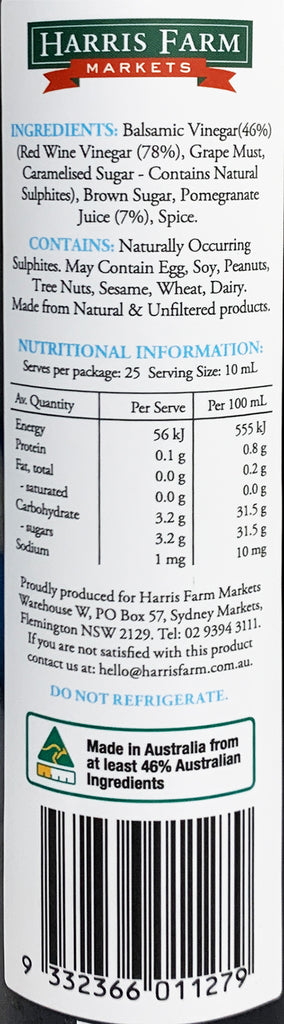 HARRIS FARM
MARKETS
INGREDIENTS: Balsamic Vinegar(46%)
(Red Wine Vinegar (78%), Grape Must,
Caramelised Sugar - Contains Natural
Sulphites), Brown Sugar, Pomegranate
Juice (7%), Spice.
CONTAINS: Naturally Occurring
Sulphites. May Contain Egg, Soy, Peanuts,
Tree Nuts, Sesame, Wheat, Dairy.
Made from Natural & Unfiltered products.
NUTRITIONAL INFORMATION:
Serves per package: 25 Serving Size: 10 mL
Av. Quantity Per Serve Per 100 mL
Energy 56 kJ 555 kJ
Protein 0.1 g 0.8 g
Fat, total 0.0 g 0.2 g
- saturated 0.0 g 0.0 g
Carbohydrate 3.2 g 31.5 g
- sugars 3.2 g 31.5 g
Sodium 1 mg 10 mg
Proudly produced for Harris Farm Markets
Warehouse W, PO Box 57, Sydney Markets,
Flemington NSW 2129. Tel: 02 9394 3111.
If you are not satisfied with this product
contact us at: hello@harrisfarm.com.au.
DO NOT REFRIGERATE.
Made in Australia from
at least 46% Australian
Ingredients
9 332366 011279